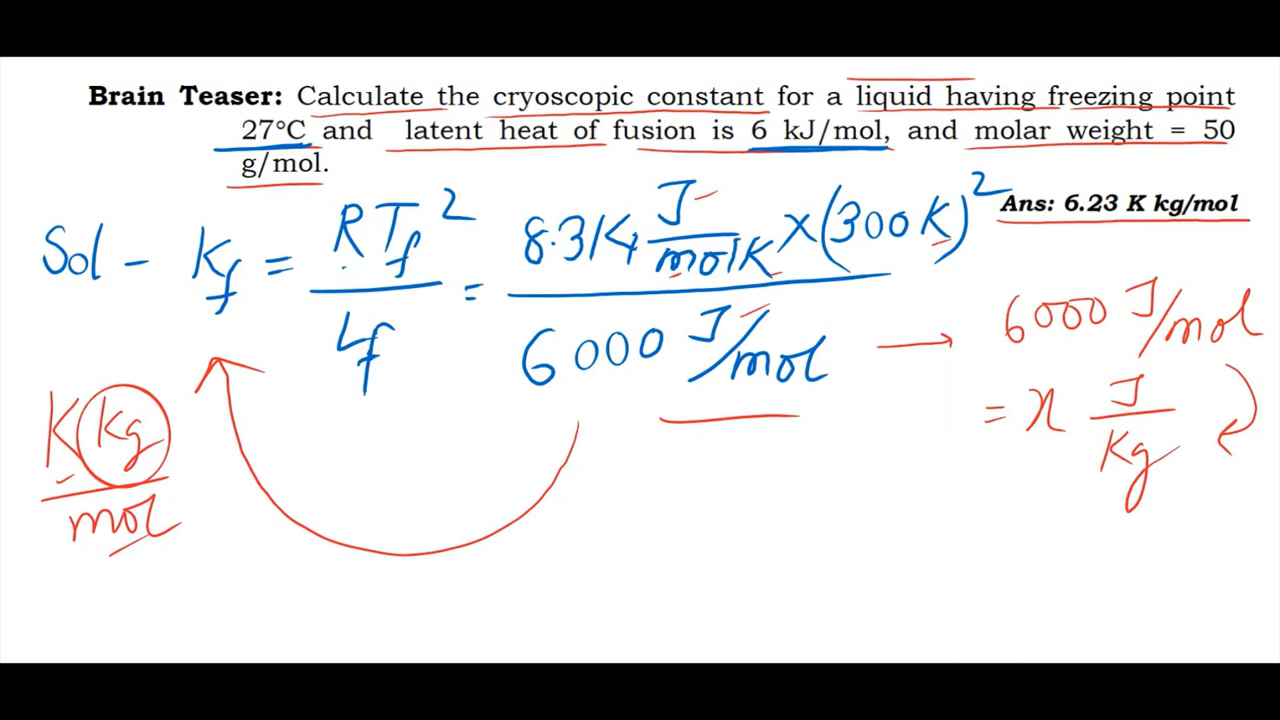 Brain Teaser: Calculate the cryoscopic constant for a liquid having freezing point
27°C and latent heat of fusion is 6 kJ/mol, and molar weight = 50
g/mol.
Ans: 6.23 K kg/mol
Sol - Kf = RTf² / Lf = 8.314 J/molK × (300K)² / 6000 J/mol → 6000 J/mol
= x J/Kg
K Kg/mol